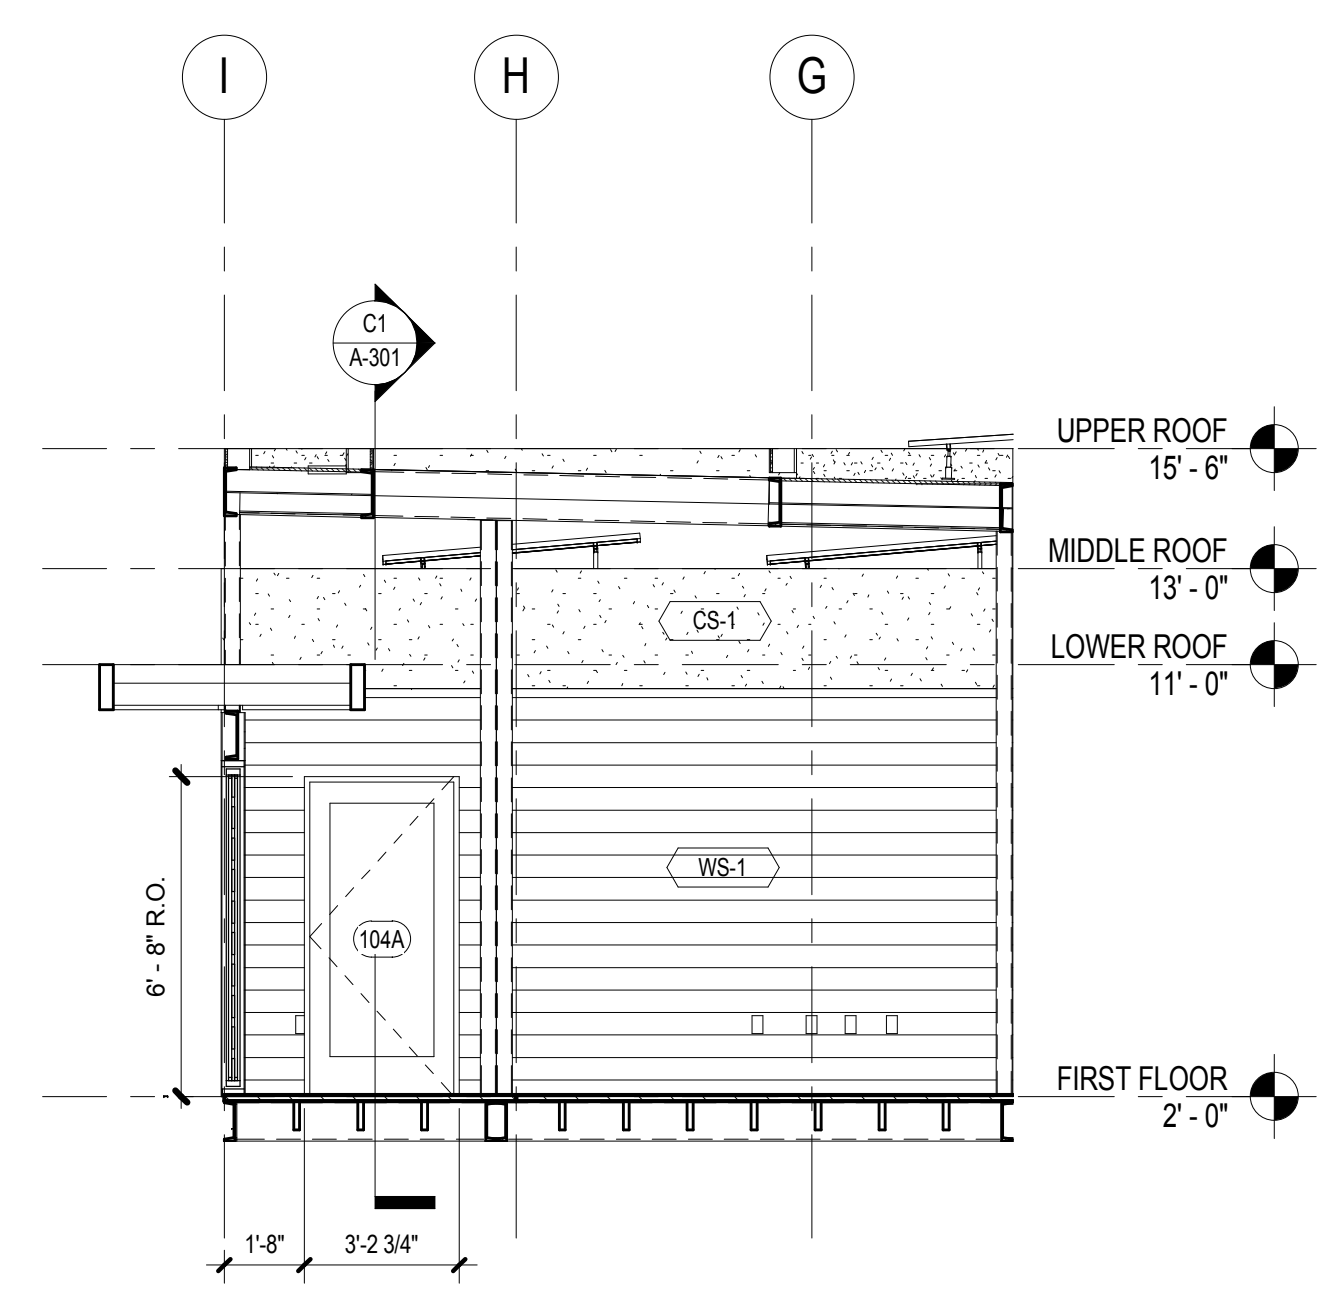 I
H
G
C1
A-301
UPPER ROOF
15' - 6"
MIDDLE ROOF
13' - 0"
CS-1
LOWER ROOF
11' - 0"
WS-1
6' - 8" R.O.
104A
FIRST FLOOR
2' - 0"
1'-8"
3'-2 3/4"